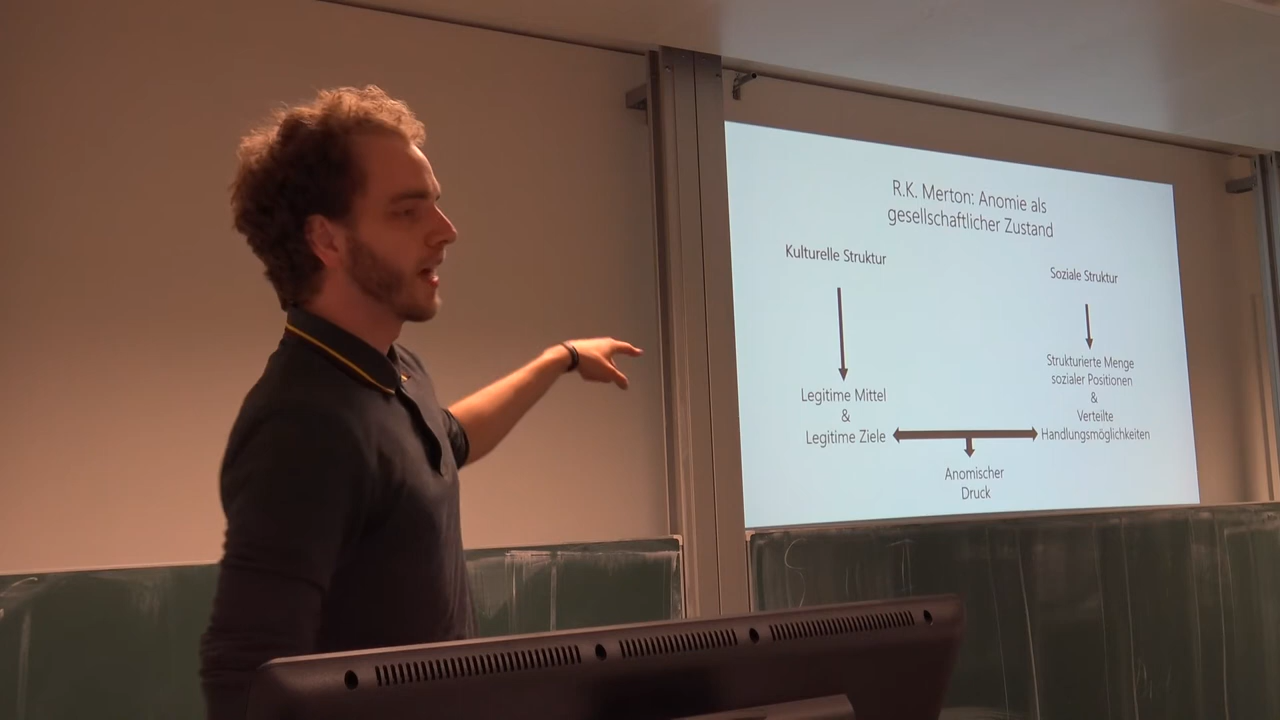 R.K. Merton: Anomie als
gesellschaftlicher Zustand
Kulturelle Struktur
Soziale Struktur
Legitime Mittel
&
Legitime Ziele
Strukturierte Menge
sozialer Positionen
&
Verteilte
Handlungsmöglichkeiten
Anomischer
Druck